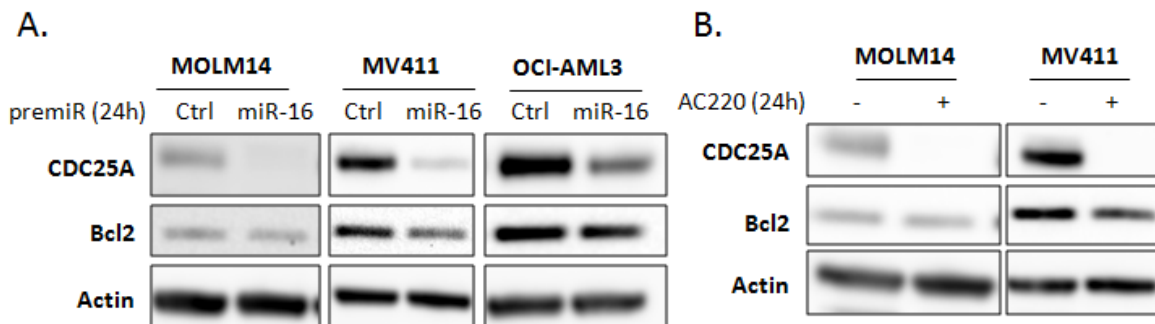 A.
MOLM14 MV411 OCI-AML3
premiR (24h) Ctrl miR-16 Ctrl miR-16 Ctrl miR-16
CDC25A
Bcl2
Actin
B.
MOLM14 MV411
AC220 (24h) - + - +
CDC25A
Bcl2
Actin